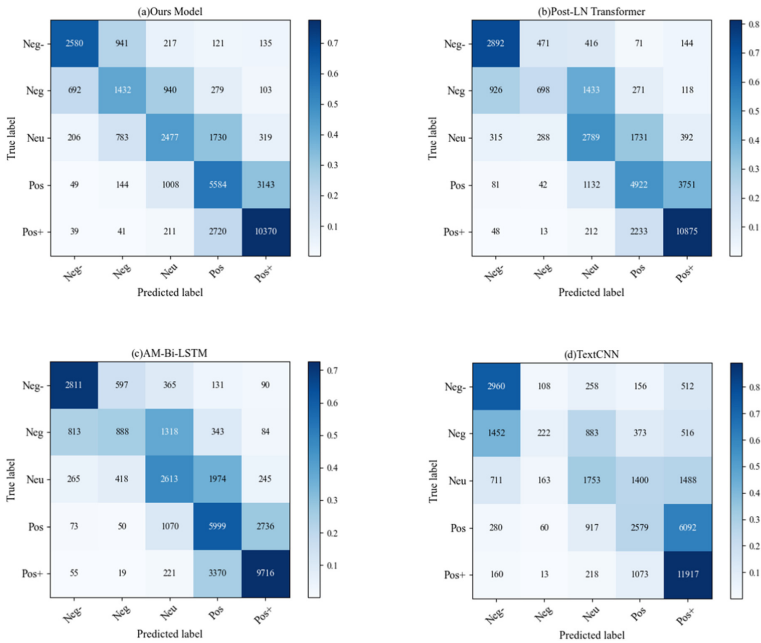 (a)Ours Model
Neg- 2580 941 217 121 135
Neg 692 1432 940 279 103
Neu 206 783 2477 1730 319
Pos 49 144 1008 5584 3143
Pos+ 39 41 211 2720 10370
Neg- Neg Neu Pos Pos+
True label
Predicted label
0.7
0.6
0.5
0.4
0.3
0.2
0.1
(b)Post-LN Transformer
Neg- 2892 471 416 71 144
Neg 926 698 1433 271 118
Neu 315 288 2789 1731 392
Pos 81 42 1132 4922 3751
Pos+ 48 13 212 2233 10875
Neg- Neg Neu Pos Pos+
True label
Predicted label
0.8
0.7
0.6
0.5
0.4
0.3
0.2
0.1
(c)AM-Bi-LSTM
Neg- 2811 597 365 131 90
Neg 813 888 1318 343 84
Neu 265 418 2613 1974 245
Pos 73 50 1070 5999 2736
Pos+ 55 19 221 3370 9716
Neg- Neg Neu Pos Pos+
True label
Predicted label
0.7
0.6
0.5
0.4
0.3
0.2
0.1
(d)TextCNN
Neg- 2960 108 258 156 512
Neg 1452 222 883 373 516
Neu 711 163 1753 1400 1488
Pos 280 60 917 2579 6092
Pos+ 160 13 218 1073 11917
Neg- Neg Neu Pos Pos+
True label
Predicted label
0.8
0.7
0.6
0.5
0.4
0.3
0.2
0.1